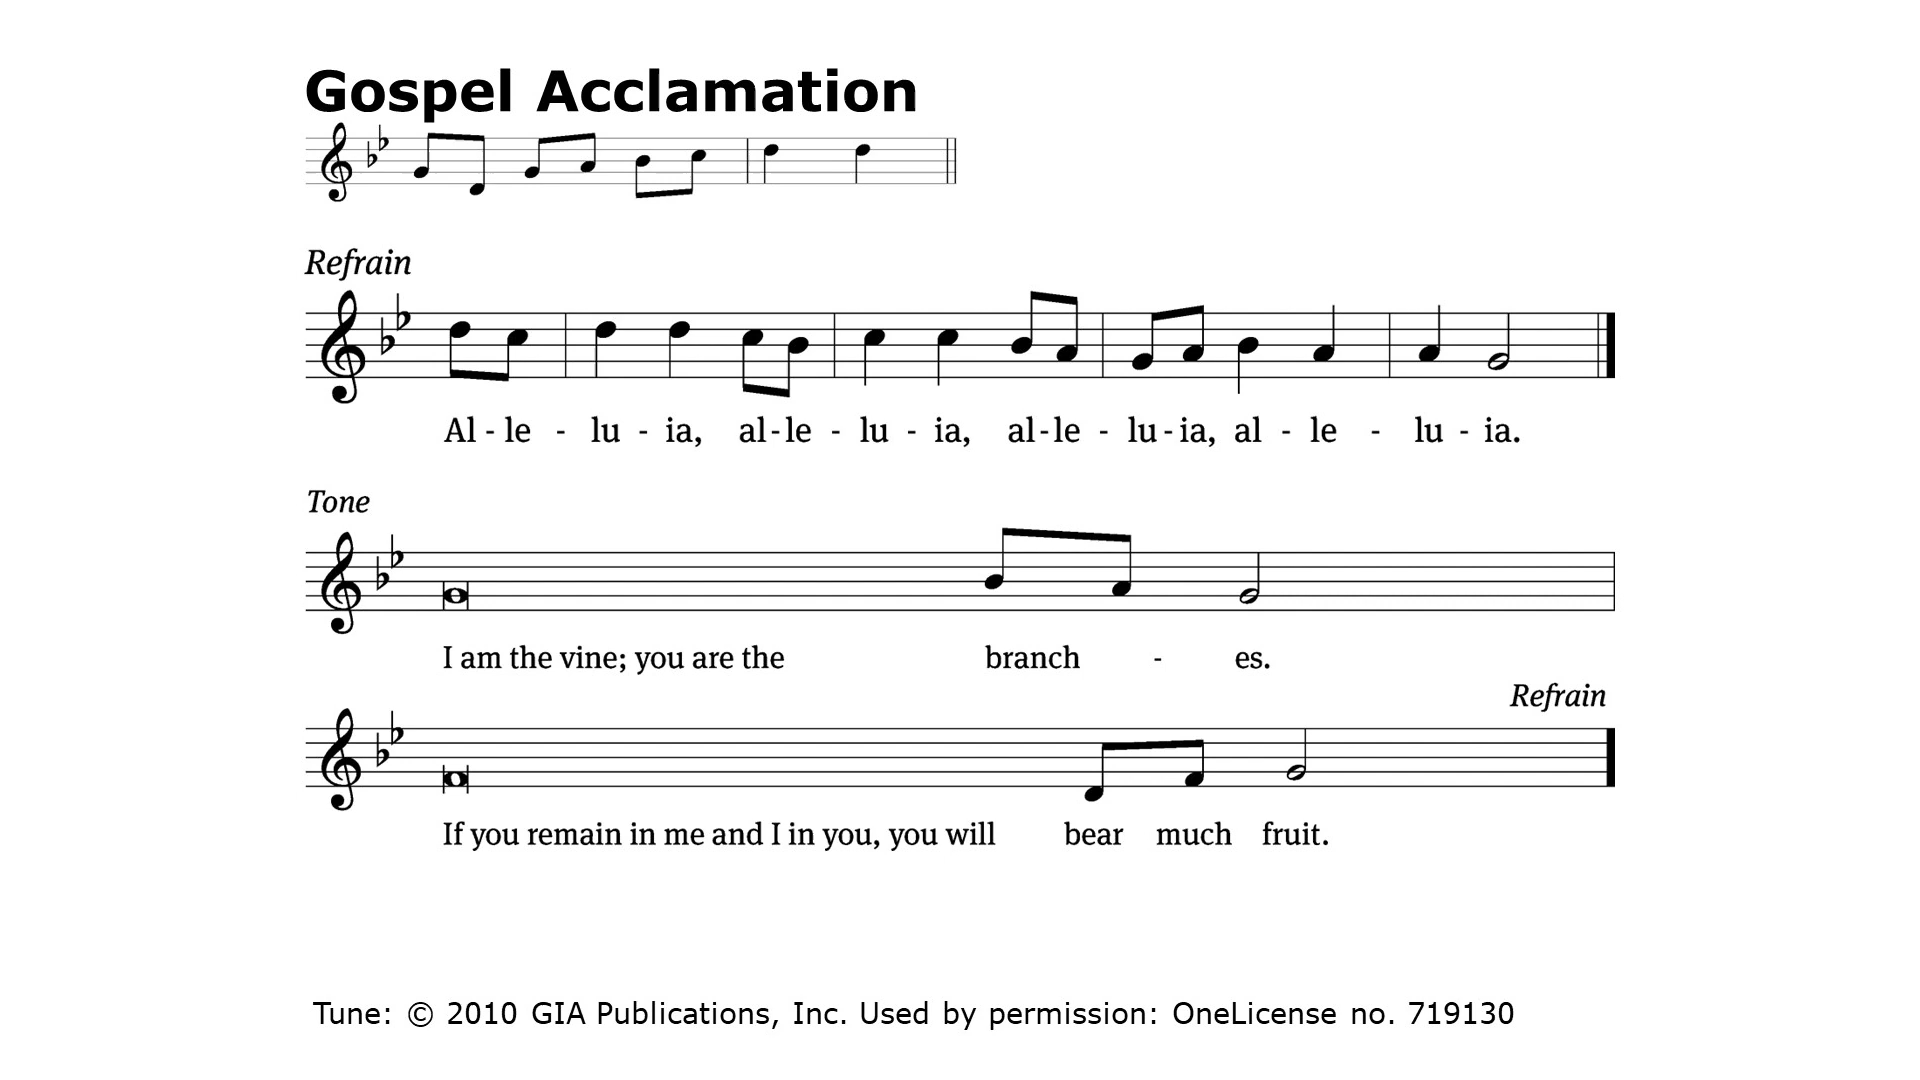 Gospel Acclamation
Refrain
Al - le - lu - ia, al - le - lu - ia, al - le - lu - ia, al - le - lu - ia.
Tone
I am the vine; you are the branch - es.
Refrain
If you remain in me and I in you, you will bear much fruit.
Tune: © 2010 GIA Publications, Inc. Used by permission: OneLicense no. 719130